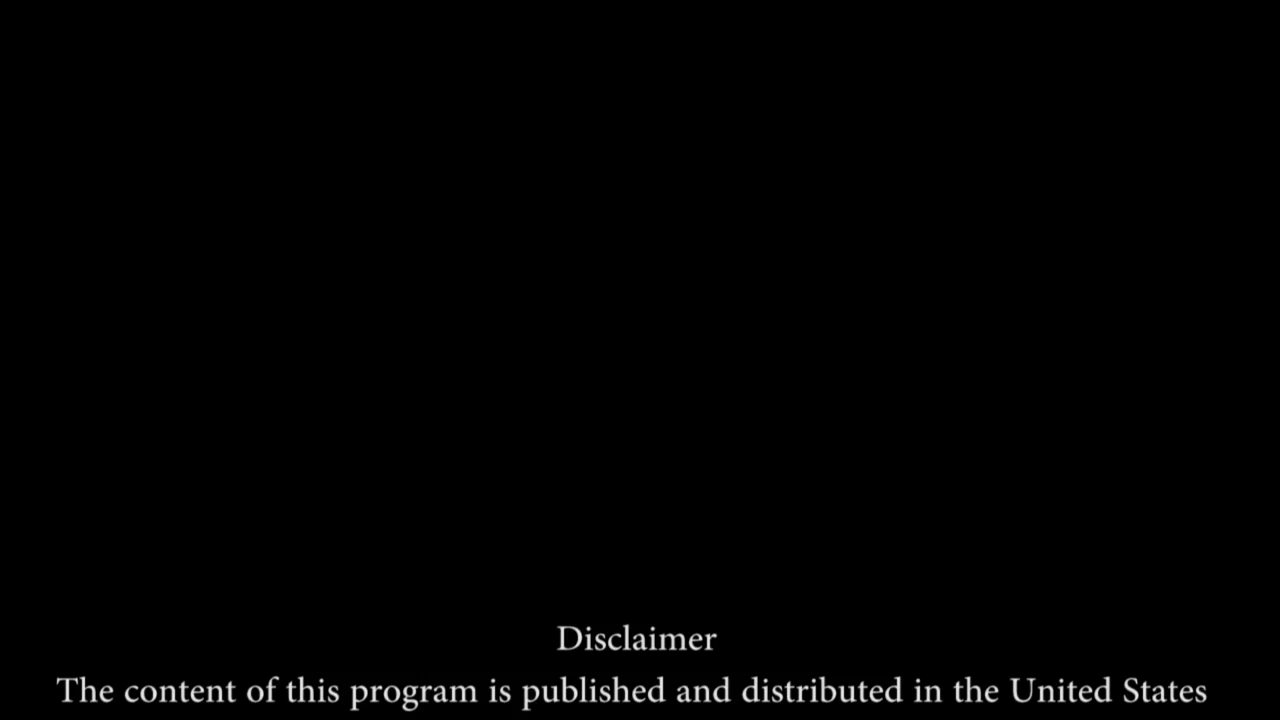 Disclaimer
The content of this program is published and distributed in the United States